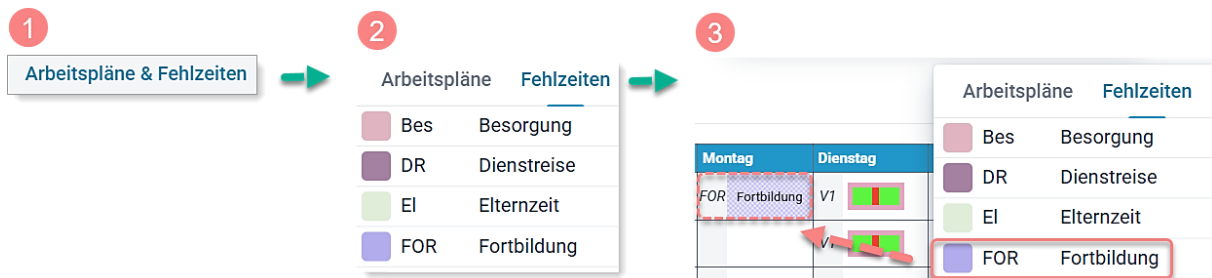 1
Arbeitspläne & Fehlzeiten
2
Arbeitspläne Fehlzeiten
Bes Besorgung
DR Dienstreise
El Elternzeit
FOR Fortbildung
3
Arbeitspläne Fehlzeiten
Bes Besorgung
DR Dienstreise
El Elternzeit
FOR Fortbildung
Montag Dienstag
FOR Fortbildung V1
V1